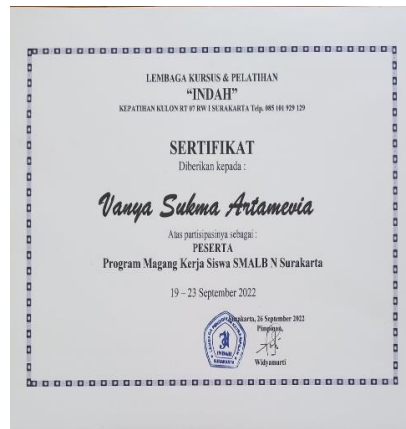 LEMBAGA KURSUS & PELATIHAN
“INDAH”
KEPATIHAN KULON RT 07 RW I SURAKARTA Telp. 085 101 929 129
SERTIFIKAT
Diberikan kepada :
Vanya Sukma Artamevia
Atas partisipasinya sebagai :
PESERTA
Program Magang Kerja Siswa SMALB N Surakarta
19 – 23 September 2022
Surakarta, 26 September 2022
Pimpinan,
INDAH
SURAKARTA
Widyamarti